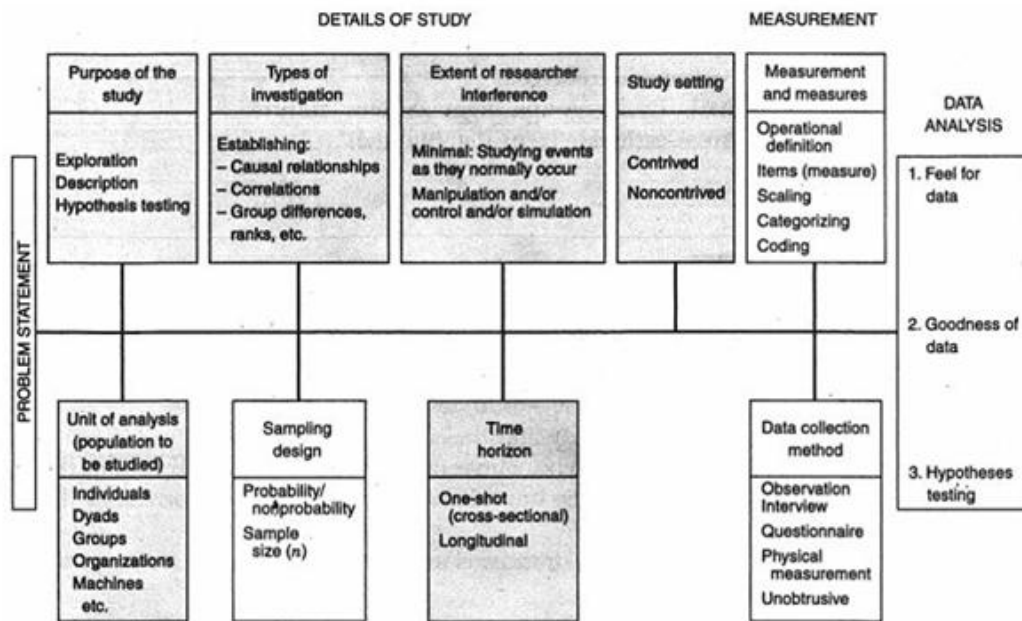 DETAILS OF STUDY
MEASUREMENT
Purpose of the
study
Exploration
Description
Hypothesis testing
Types of
investigation
Establishing:
– Causal relationships
– Correlations
– Group differences,
ranks, etc.
Extent of researcher
interference
Minimal: Studying events
as they normally occur
Manipulation and/or
control and/or simulation
Study setting
Contrived
Noncontrived
Measurement
and measures
Operational
definition
Items (measure)
Scaling
Categorizing
Coding
DATA
ANALYSIS
1. Feel for
data
2. Goodness of
data
3. Hypotheses
testing
PROBLEM STATEMENT
Unit of analysis
(population to
be studied)
Individuals
Dyads
Groups
Organizations
Machines
etc.
Sampling
design
Probability/
nonprobability
Sample
size (n)
Time
horizon
One-shot
(cross-sectional)
Longitudinal
Data collection
method
Observation
Interview
Questionnaire
Physical
measurement
Unobtrusive